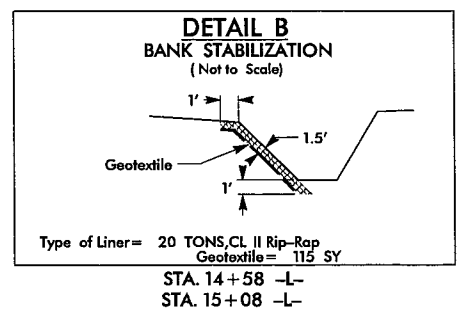 DETAIL B
BANK STABILIZATION
(Not to Scale)
1'
1.5'
Geotextile
1'
Type of Liner= 20 TONS,CL II Rip-Rap
Geotextile= 115 SY
STA. 14+58 -L-
STA. 15+08 -L-